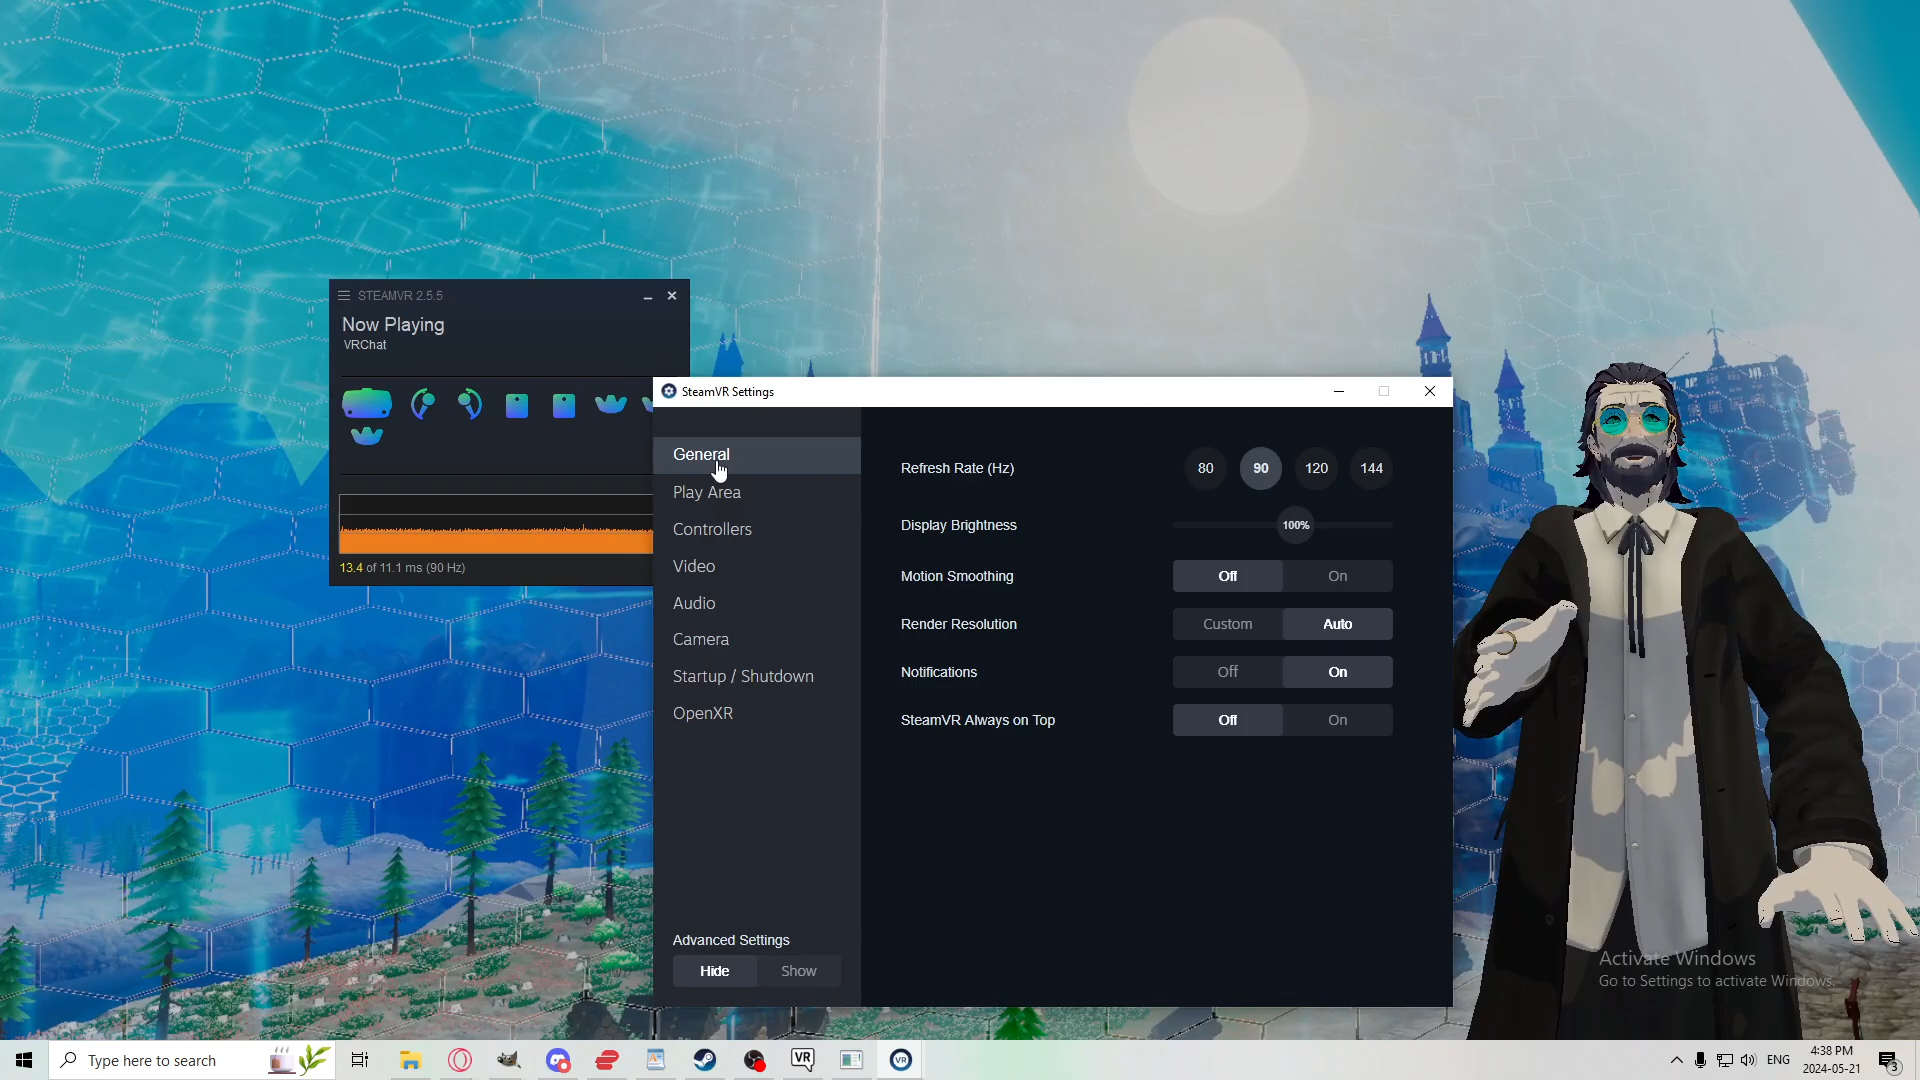 STEAMVR 2.5.5
Now Playing
VRChat
13.4 of 11.1 ms (90 Hz)
SteamVR Settings
General
Play Area
Controllers
Video
Audio
Camera
Startup / Shutdown
OpenXR
Advanced Settings
Hide Show
Refresh Rate (Hz) 80 90 120 144
Display Brightness 100%
Motion Smoothing Off On
Render Resolution Custom Auto
Notifications Off On
SteamVR Always on Top Off On
Activate Windows
Go to Settings to activate Windows.
Type here to search
VR
VR
ENG
4:38 PM
2024-05-21
3